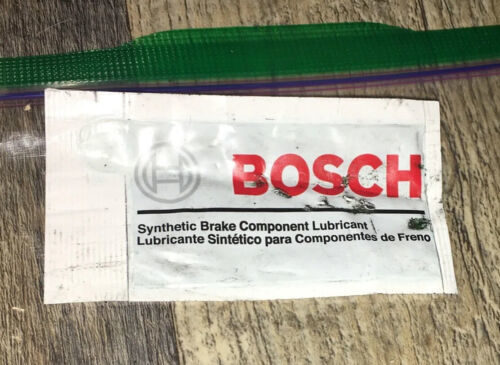 BOSCH
Synthetic Brake Component Lubricant
Lubricante Sintético para Componentes de Freno